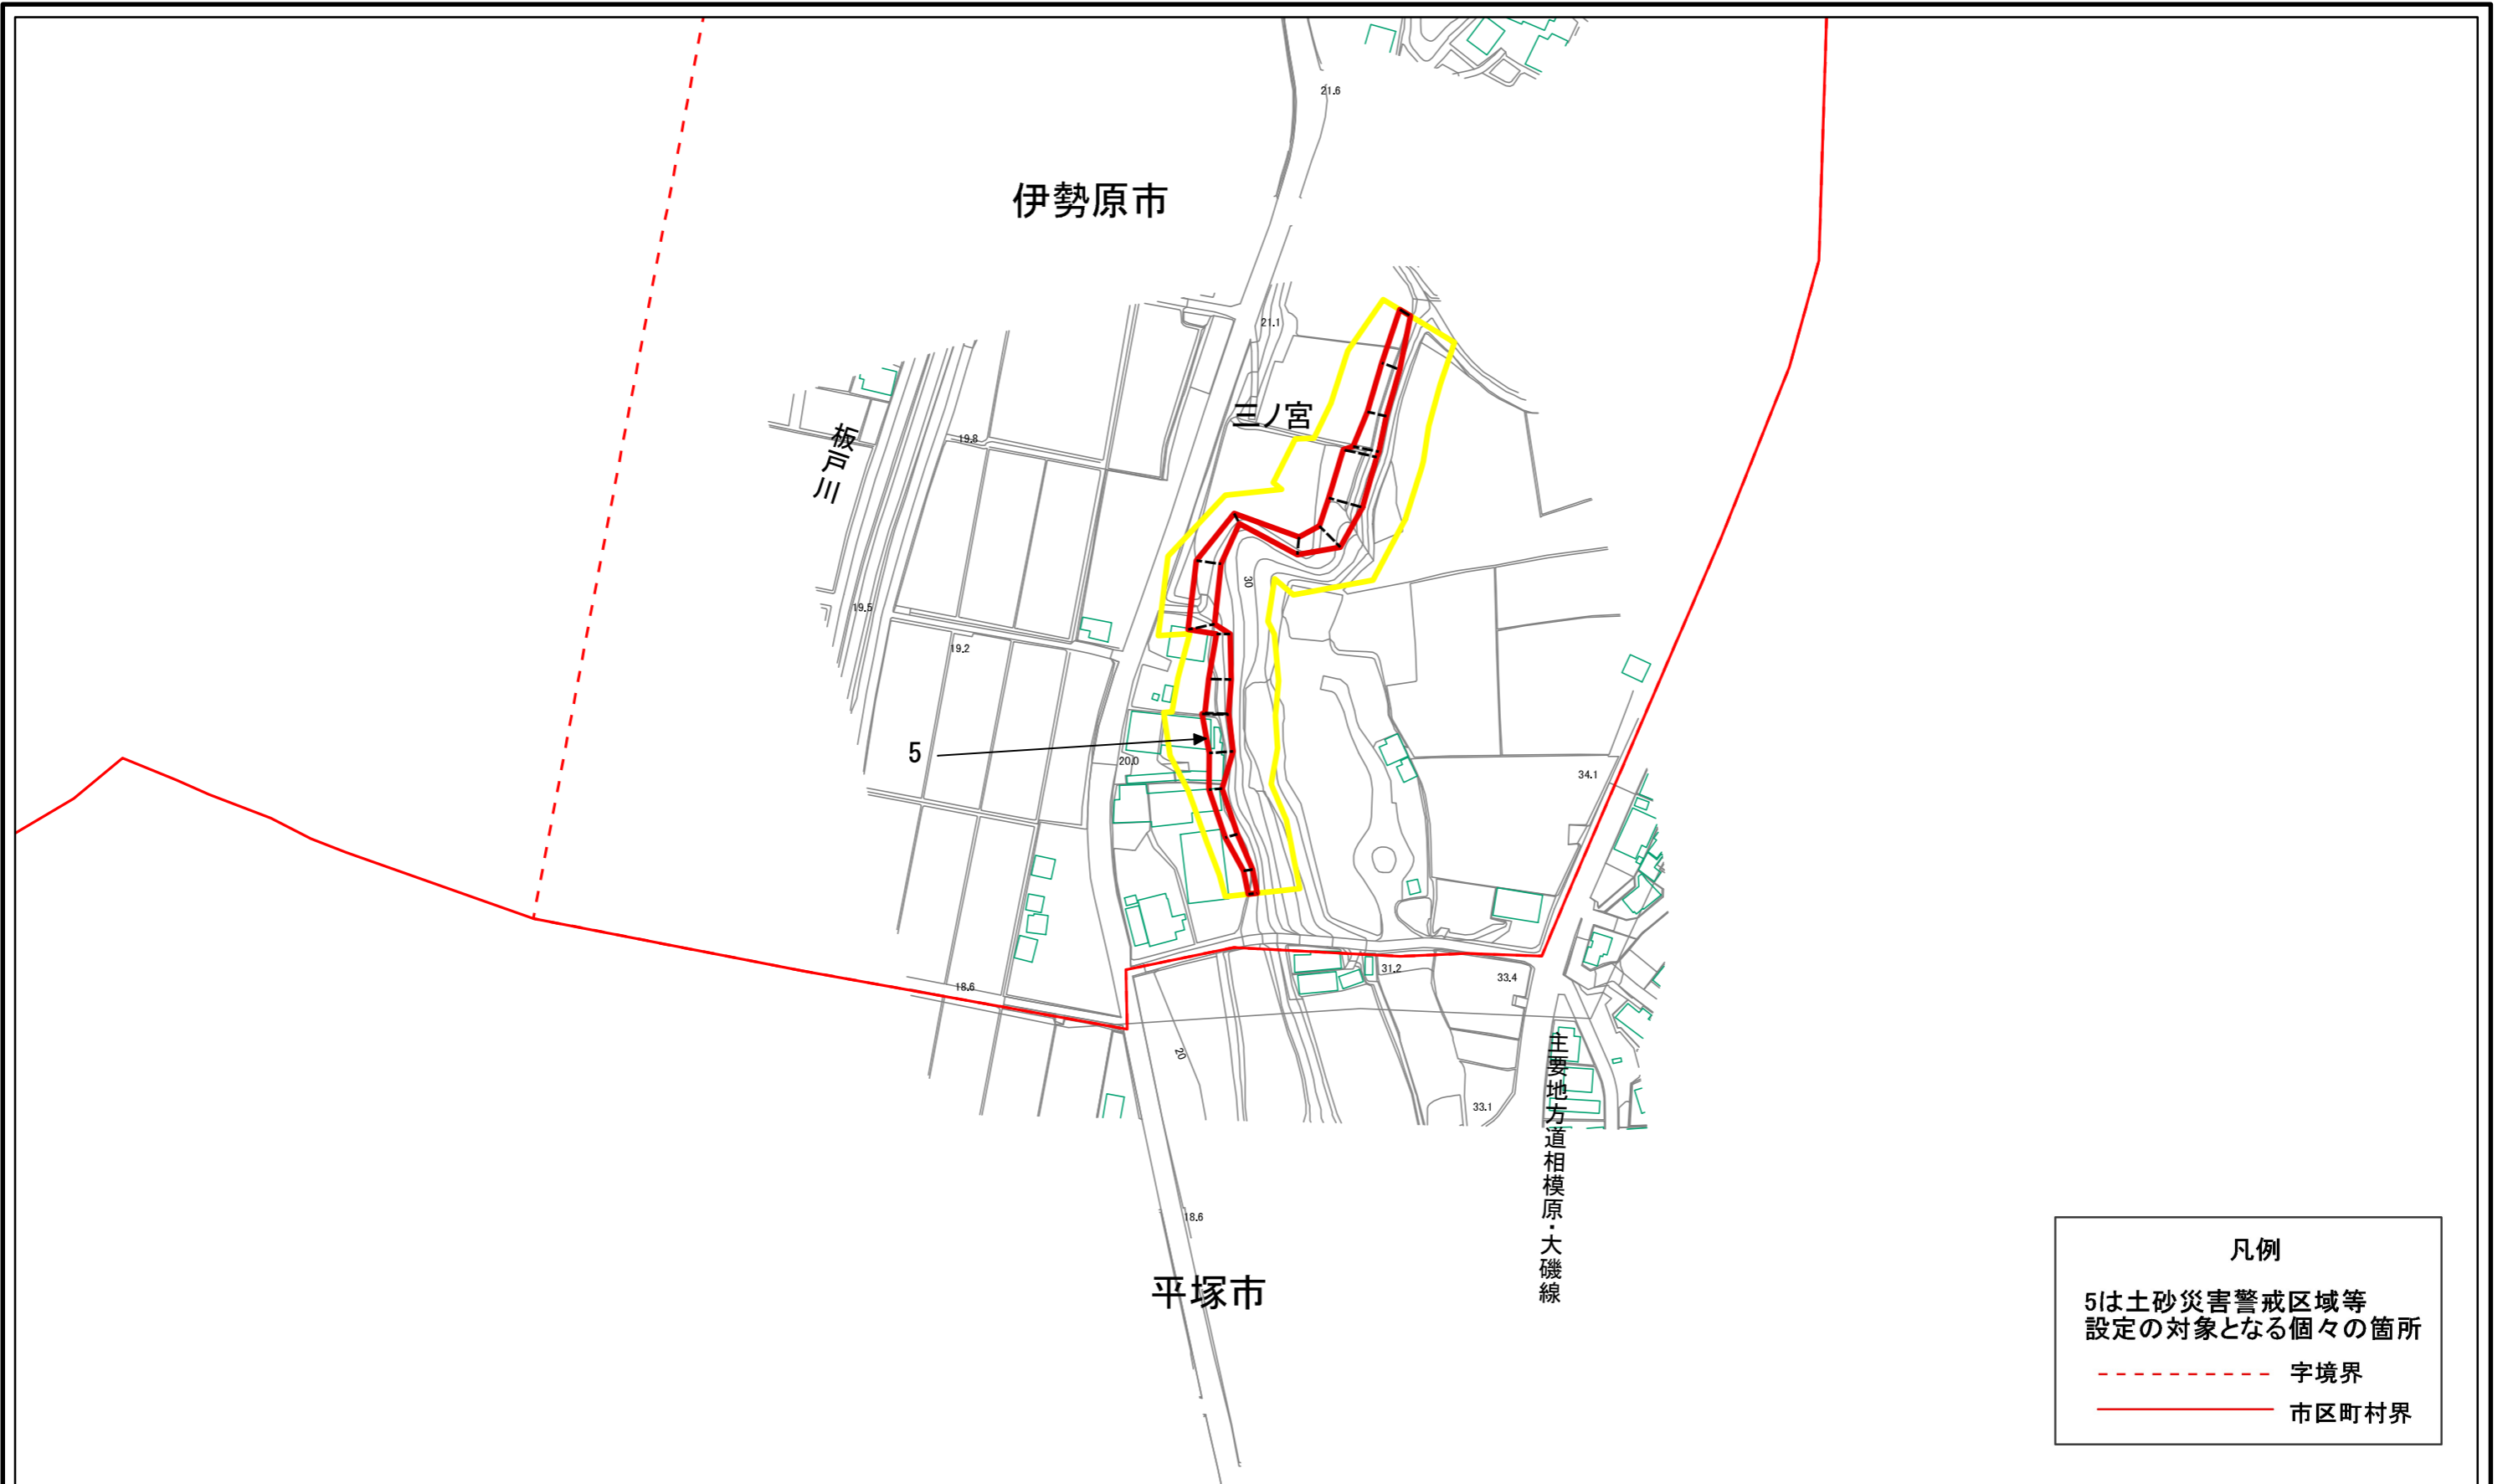 21.6
伊勢原市
21.1
三ノ宮
板戸川
19.8
30
19.5
19.2
5
20.0
34.1
31.2
33.4
18.6
20
主要地方道相模原・大磯線
33.1
18.6
平塚市
凡例
5は土砂災害警戒区域等
設定の対象となる個々の箇所
字境界
市区町村界